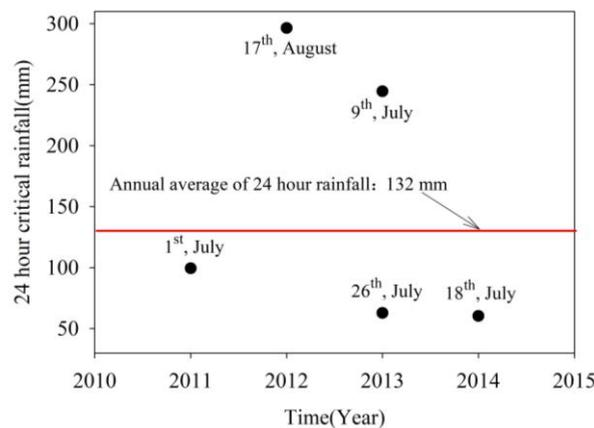 300
17th, August
250
9th, July
200
Annual average of 24 hour rainfall: 132 mm
150
1st, July
100
26th, July
18th, July
50
2010 2011 2012 2013 2014 2015
Time(Year)
24 hour critical rainfall(mm)